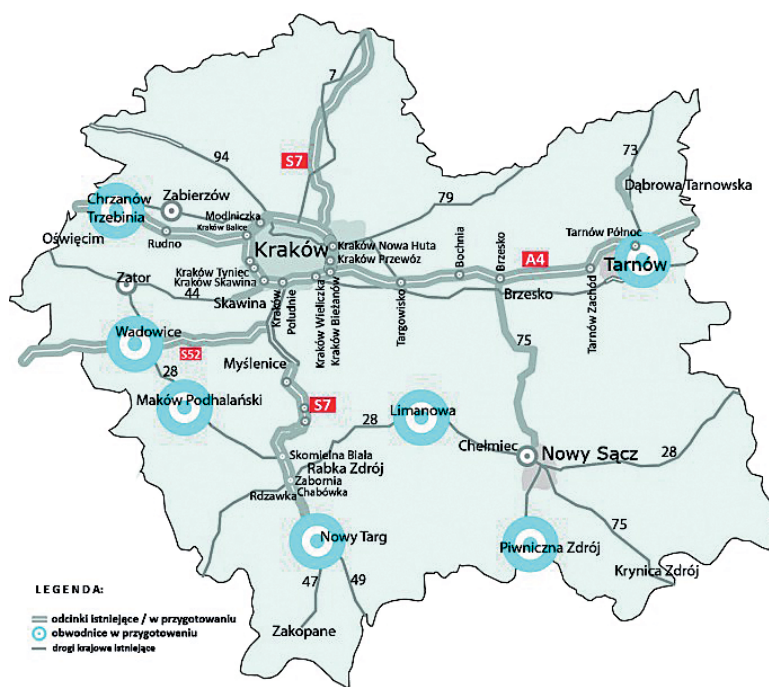 7
73
94
S7
79
Dąbrowa Tarnowska
Chrzanów
Trzebinia
Zabierzów
Modlniczka
Kraków Balice
Oświęcim
Rudno
Kraków
Kraków Nowa Huta
Kraków Przewóz
Bochnia
Brzesko
A4
Tarnów Północ
Tarnów
Zator
44
Kraków Tyniec
Kraków Skawina
Skawina
Kraków
Południe
Kraków Wieliczka
Kraków Bieżanów
Targowisko
Brzesko
Tarnów Zachód
Wadowice
S52
28
Myślenice
75
Maków Podhalański
S7
28
Limanowa
Chełmiec
Nowy Sącz
28
Skomielna Biała
Rabka Zdrój
Zabornia
Rdzawka
Chabówka
Nowy Targ
Piwniczna Zdrój
75
Krynica Zdrój
47
49
Zakopane
LEGENDA:
odcinki istniejące / w przygotowaniu
obwodnice w przygotowaniu
drogi krajowe istniejące